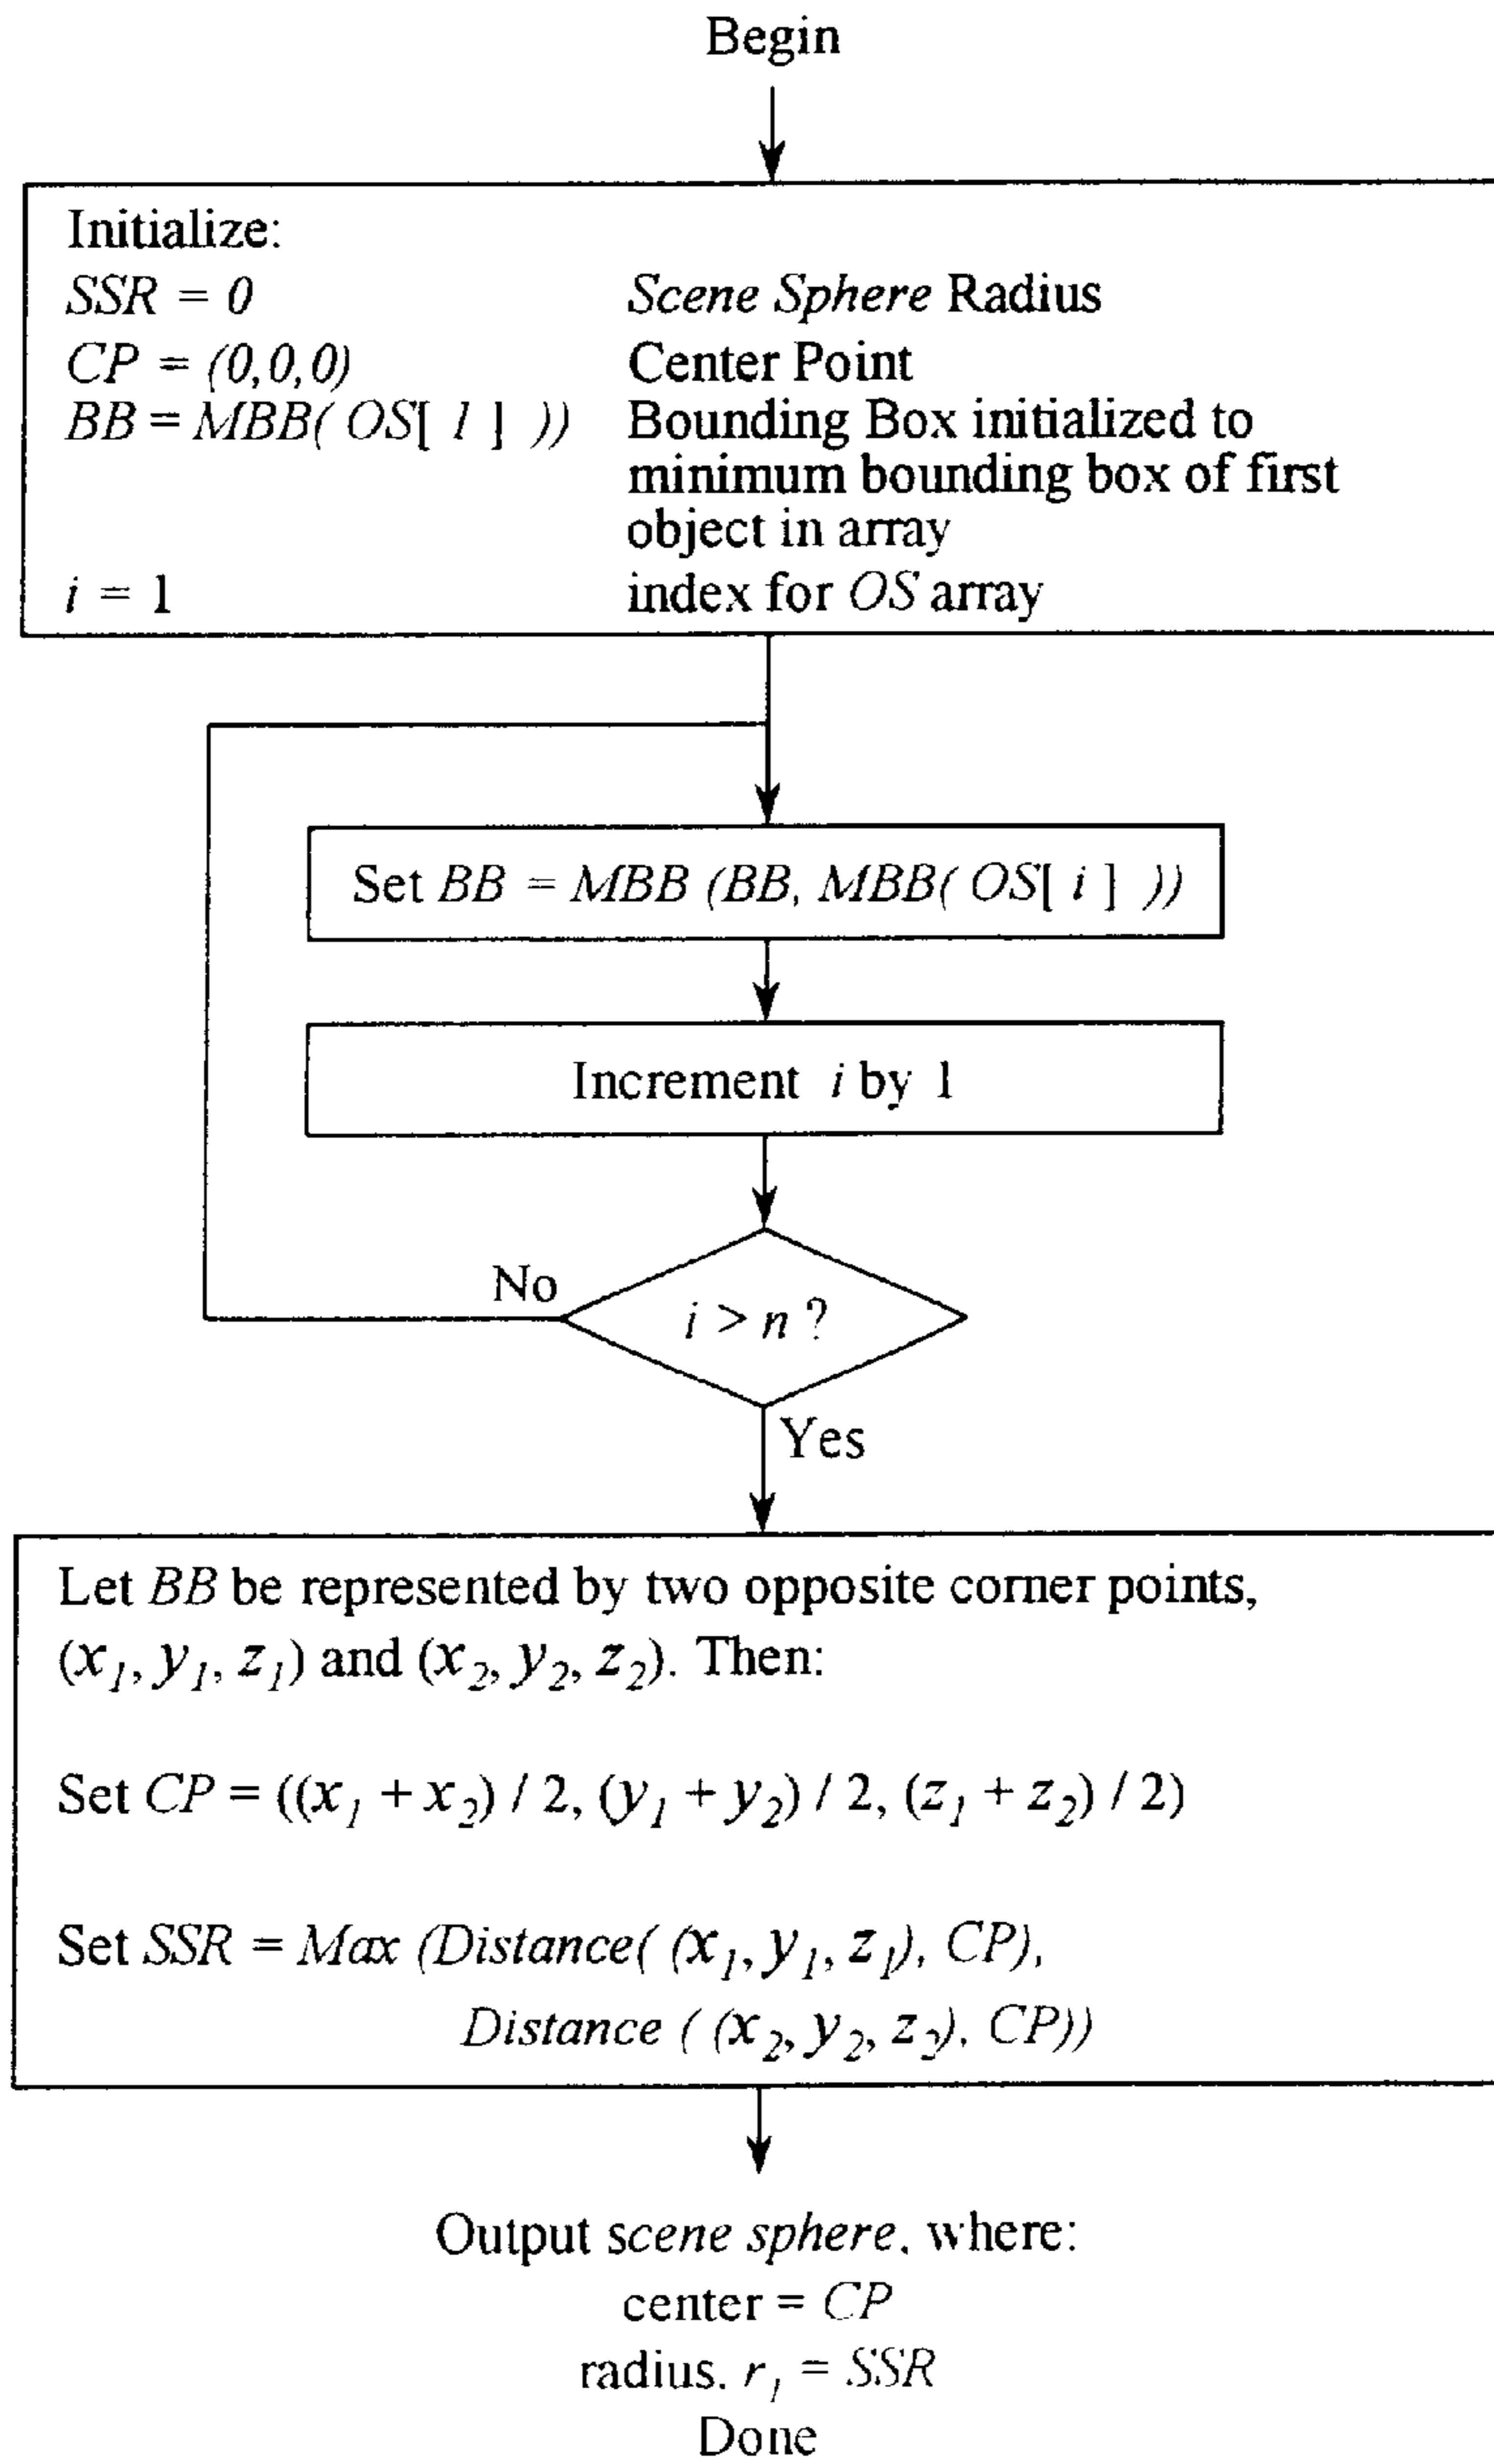 Begin
Initialize:
SSR = 0 Scene Sphere Radius
CP = (0,0,0) Center Point
BB = MBB( OS[ 1 ] )) Bounding Box initialized to
minimum bounding box of first
object in array
i = 1 index for OS array
Set BB = MBB (BB, MBB( OS[ i ] ))
Increment i by 1
No
i > n ?
Yes
Let BB be represented by two opposite corner points,
(x₁, y₁, z₁) and (x₂, y₂, z₂). Then:
Set CP = ((x₁ + x₂) / 2, (y₁ + y₂) / 2, (z₁ + z₂) / 2)
Set SSR = Max (Distance( (x₁, y₁, z₁), CP),
Distance ( (x₂, y₂, z₂), CP))
Output scene sphere, where:
center = CP
radius, r₁ = SSR
Done